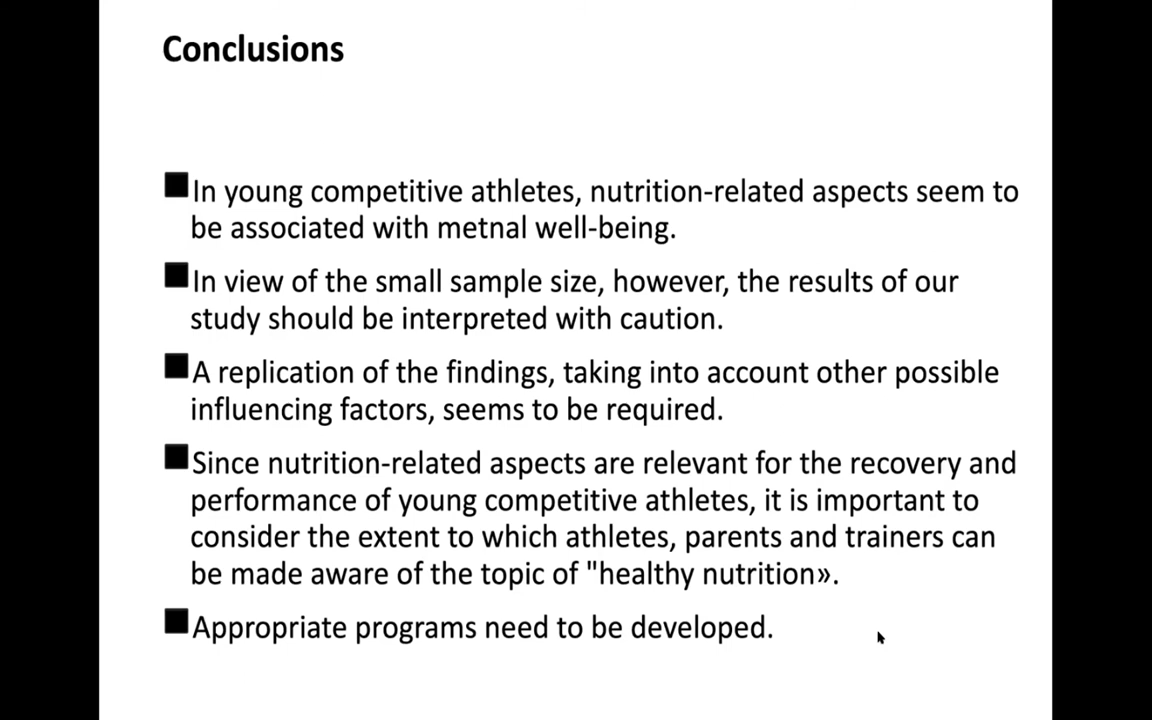 Conclusions
In young competitive athletes, nutrition-related aspects seem to
be associated with metnal well-being.
In view of the small sample size, however, the results of our
study should be interpreted with caution.
A replication of the findings, taking into account other possible
influencing factors, seems to be required.
Since nutrition-related aspects are relevant for the recovery and
performance of young competitive athletes, it is important to
consider the extent to which athletes, parents and trainers can
be made aware of the topic of "healthy nutrition».
Appropriate programs need to be developed.